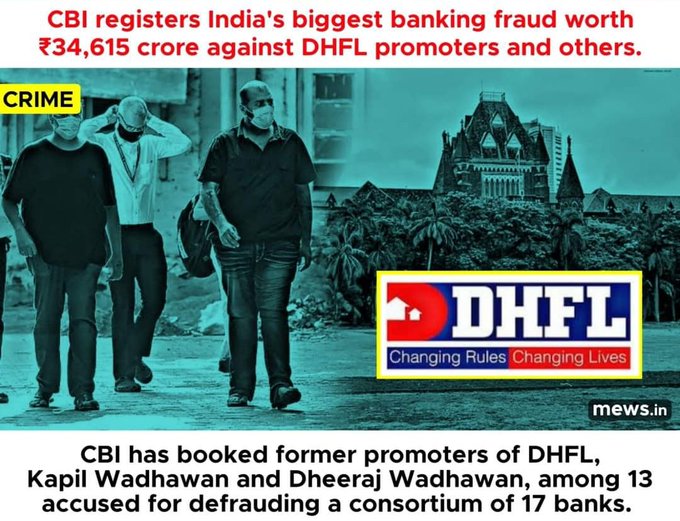 CBI registers India's biggest banking fraud worth
₹34,615 crore against DHFL promoters and others.
CRIME
DHFL
Changing Rules Changing Lives
mews.in
CBI has booked former promoters of DHFL,
Kapil Wadhawan and Dheeraj Wadhawan, among 13
accused for defrauding a consortium of 17 banks.